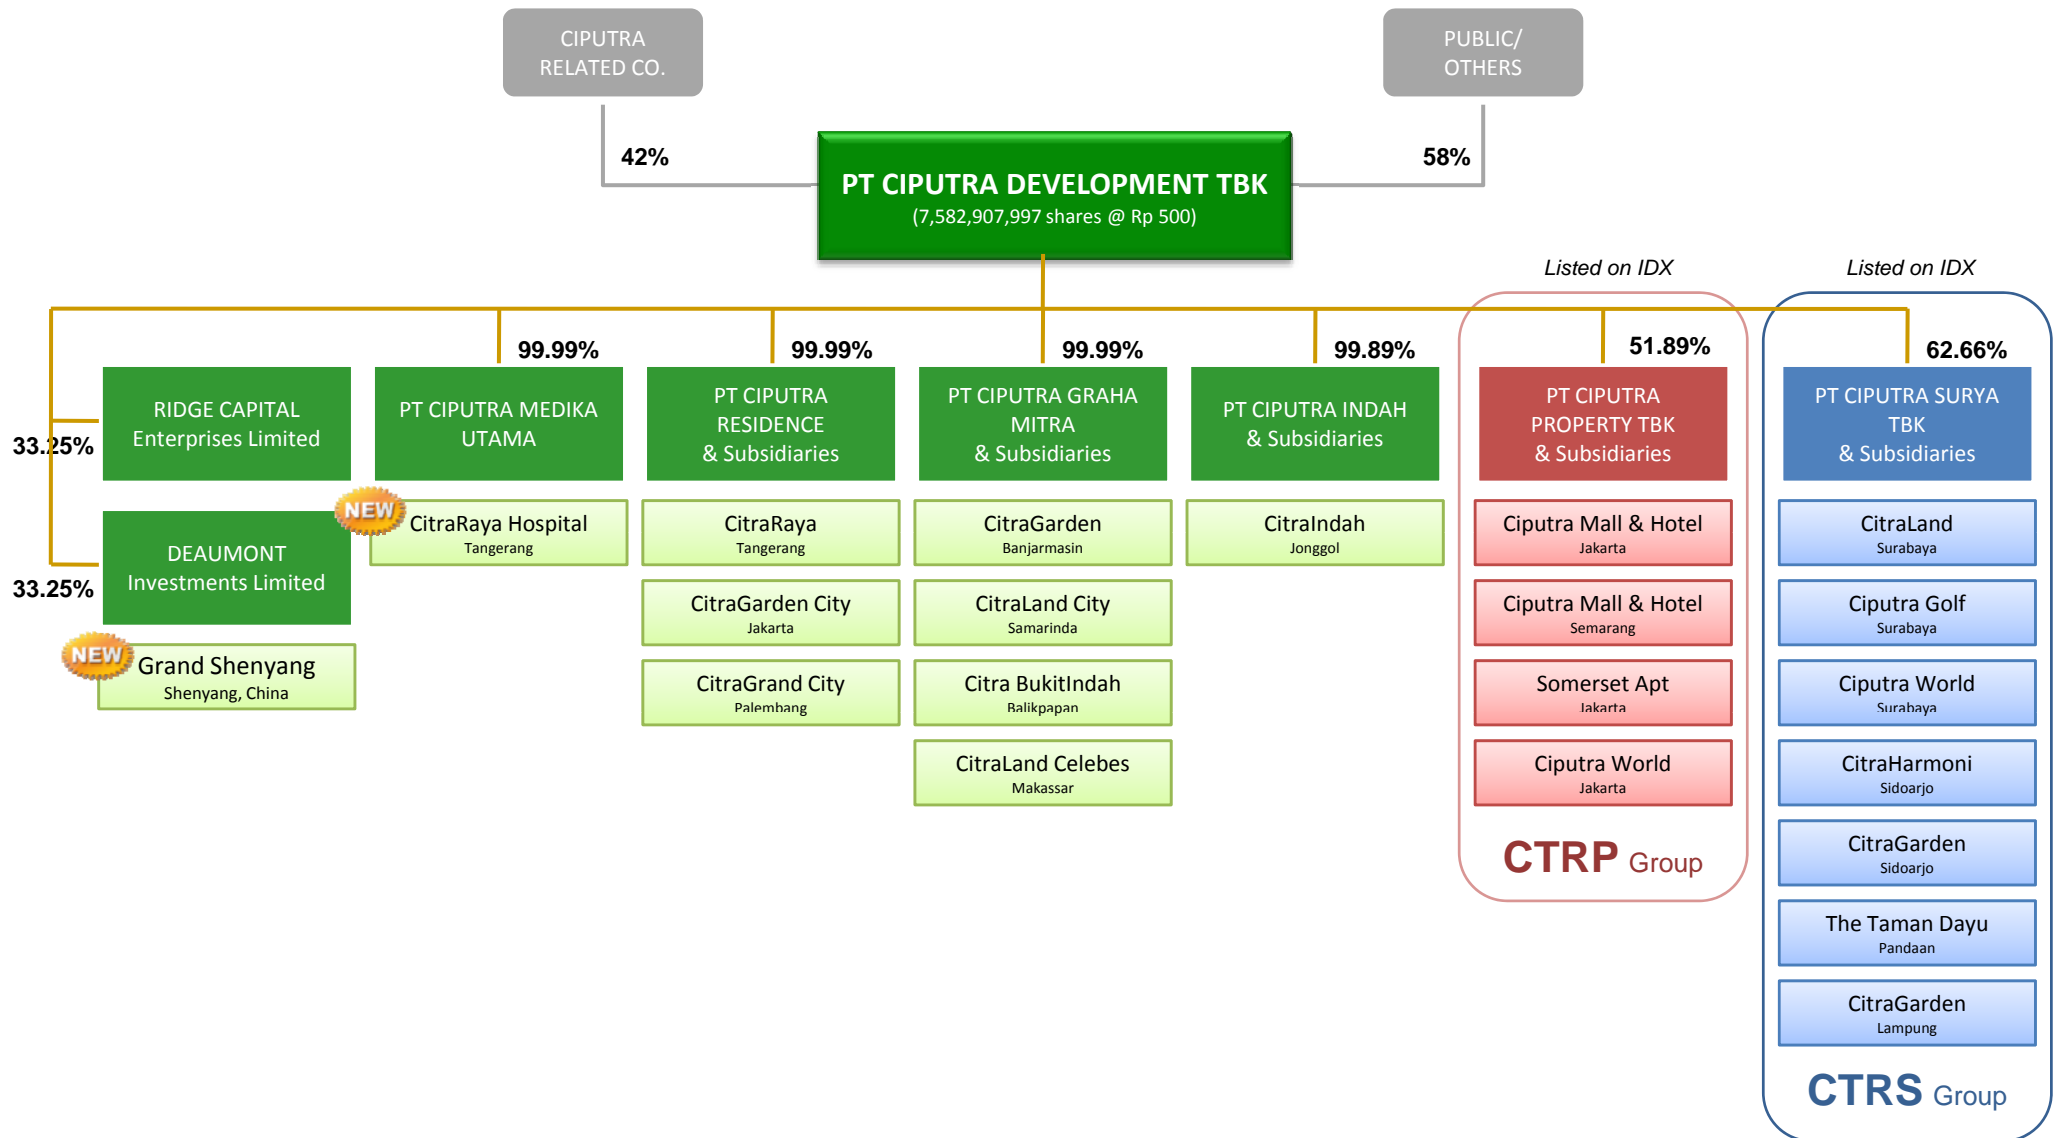 CIPUTRA
RELATED CO.
PUBLIC/
OTHERS
42%
58%
PT CIPUTRA DEVELOPMENT TBK
(7,582,907,997 shares @ Rp 500)
Listed on IDX
Listed on IDX
99.99%
99.99%
99.99%
99.89%
51.89%
62.66%
33.25%
RIDGE CAPITAL
Enterprises Limited
PT CIPUTRA MEDIKA
UTAMA
PT CIPUTRA
RESIDENCE
& Subsidiaries
PT CIPUTRA GRAHA
MITRA
& Subsidiaries
PT CIPUTRA INDAH
& Subsidiaries
PT CIPUTRA
PROPERTY TBK
& Subsidiaries
PT CIPUTRA SURYA
TBK
& Subsidiaries
33.25%
DEAUMONT
Investments Limited
NEW
Grand Shenyang
Shenyang, China
NEW
CitraRaya Hospital
Tangerang
CitraRaya
Tangerang
CitraGarden City
Jakarta
CitraGrand City
Palembang
CitraGarden
Banjarmasin
CitraLand City
Samarinda
Citra BukitIndah
Balikpapan
CitraLand Celebes
Makassar
CitraIndah
Jonggol
Ciputra Mall & Hotel
Jakarta
Ciputra Mall & Hotel
Semarang
Somerset Apt
Jakarta
Ciputra World
Jakarta
CTRP Group
CitraLand
Surabaya
Ciputra Golf
Surabaya
Ciputra World
Surabaya
CitraHarmoni
Sidoarjo
CitraGarden
Sidoarjo
The Taman Dayu
Pandaan
CitraGarden
Lampung
CTRS Group